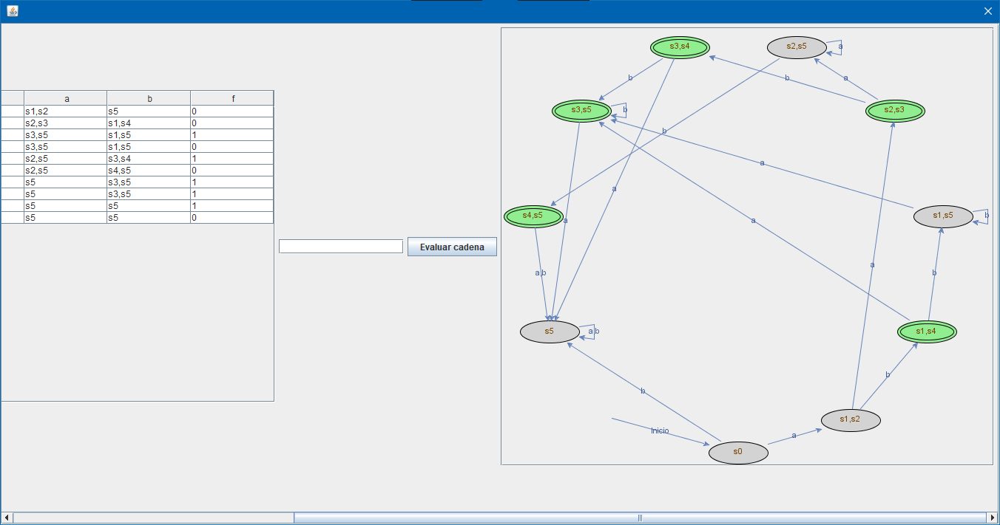 a b f
s1,s2 s5 0
s2,s3 s1,s4 0
s3,s5 s1,s5 1
s3,s5 s1,s5 0
s2,s5 s3,s4 1
s2,s5 s4,s5 0
s5 s3,s5 1
s5 s3,s5 1
s5 s5 1
s5 s5 0
Evaluar cadena
s3,s4
s2,s5
a
b
b
a
s3,s5
b
s2,s3
b
a
a
s4,s5
a
a
s1,s5
b
a
a,b
b
s5
a,b
s1,s4
b
b
s1,s2
Inicio
a
s0